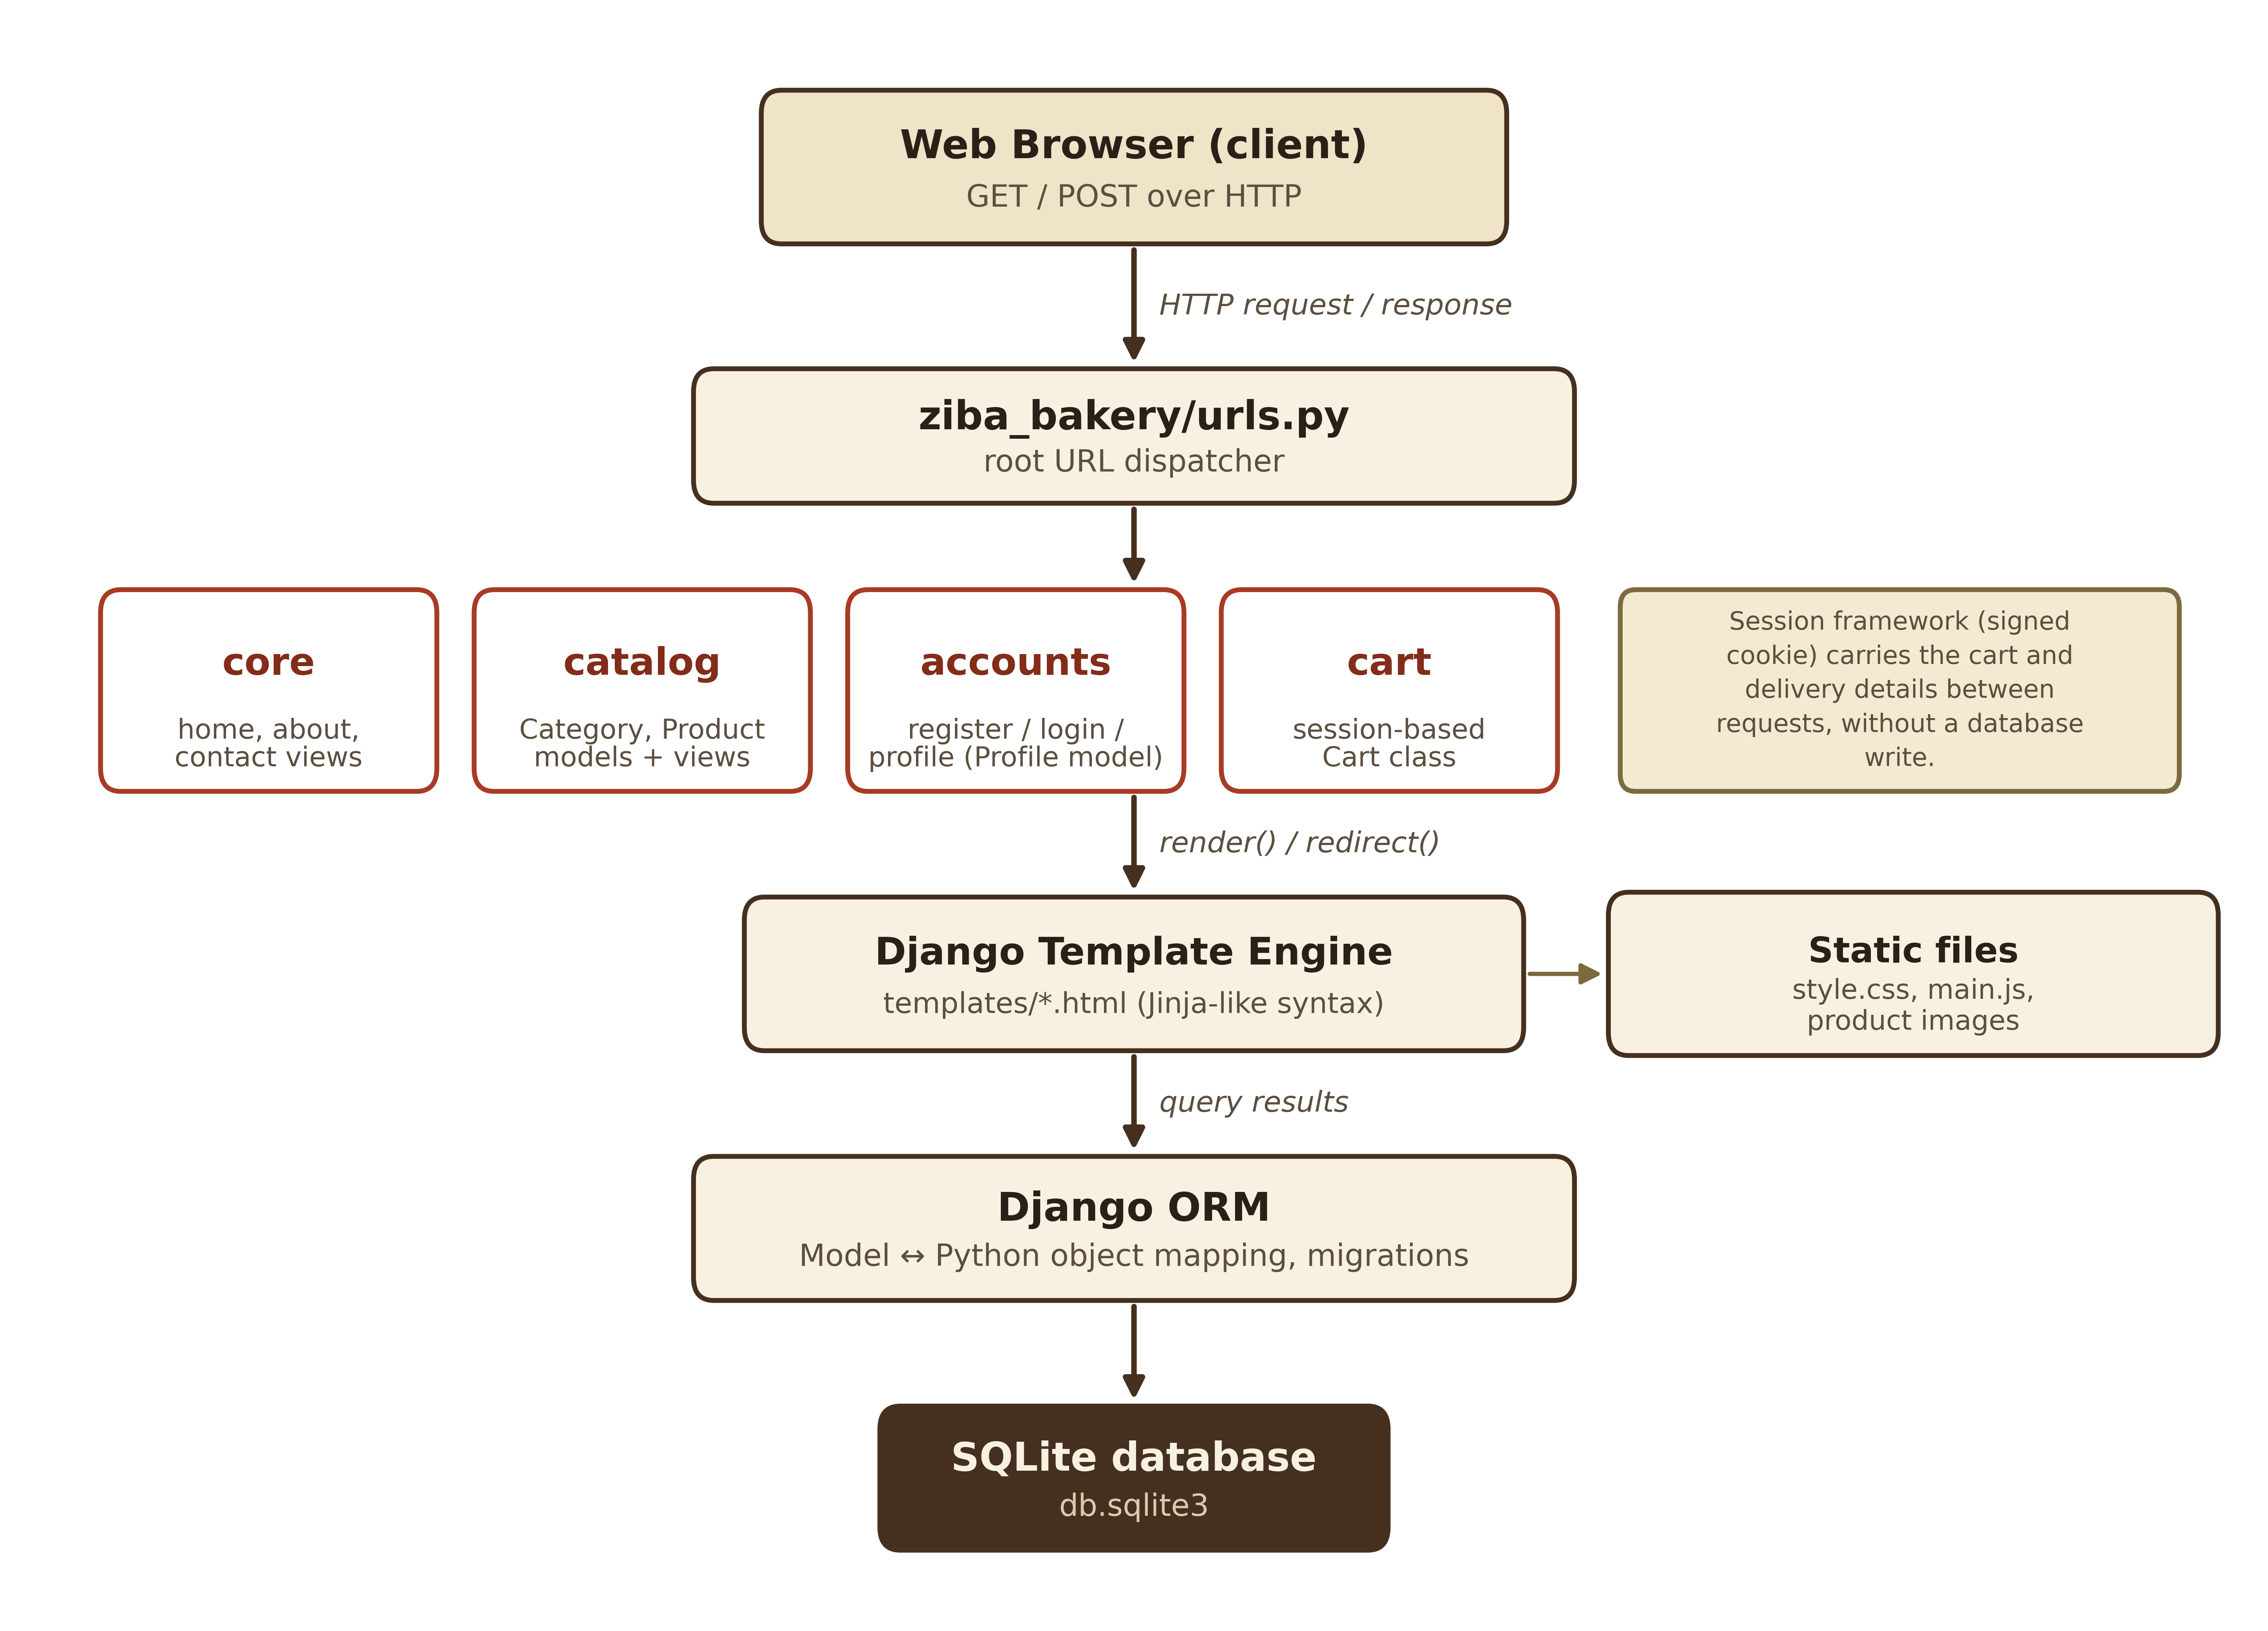 Web Browser (client)
GET / POST over HTTP
HTTP request / response
ziba_bakery/urls.py
root URL dispatcher
core
home, about,
contact views
catalog
Category, Product
models + views
accounts
register / login /
profile (Profile model)
cart
session-based
Cart class
Session framework (signed
cookie) carries the cart and
delivery details between
requests, without a database
write.
render() / redirect()
Django Template Engine
templates/*.html (Jinja-like syntax)
Static files
style.css, main.js,
product images
query results
Django ORM
Model ↔ Python object mapping, migrations
SQLite database
db.sqlite3